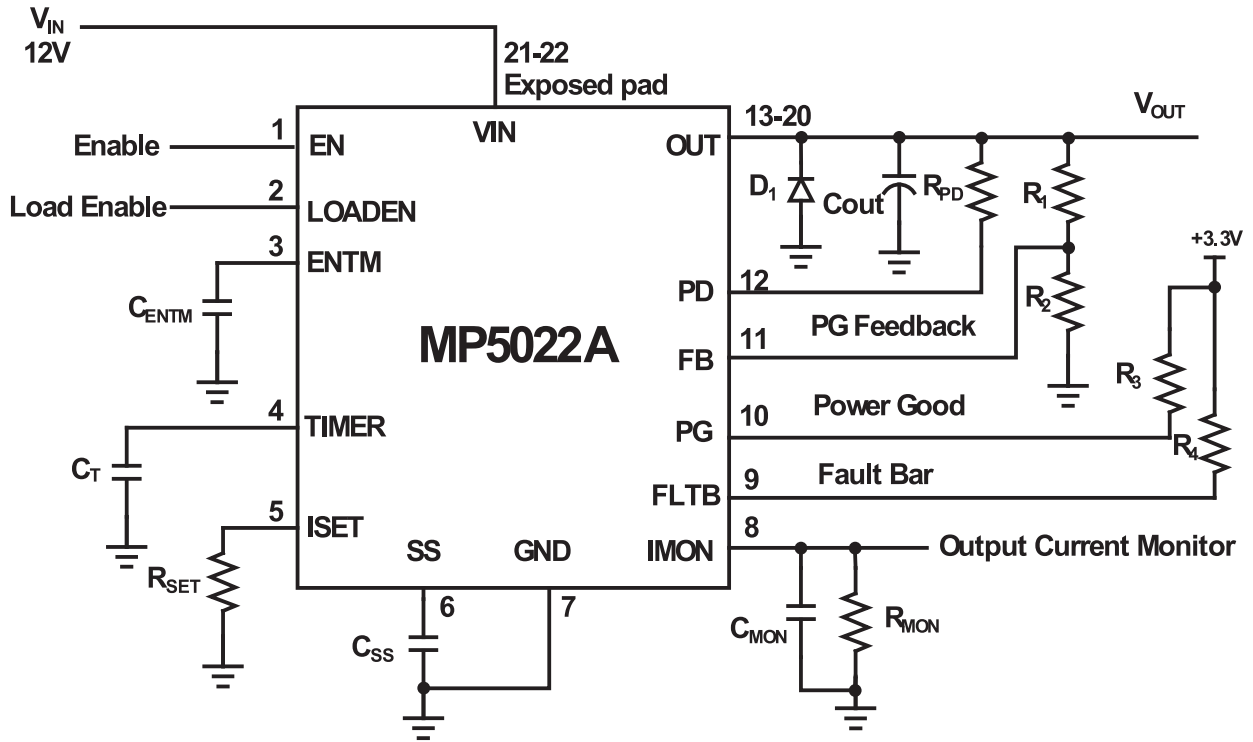 VIN
12V
21-22
Exposed pad
VIN
1
Enable
EN
2
Load Enable
LOADEN
3
ENTM
CENTM
4
TIMER
CT
5
ISET
RSET
SS
6
CSS
GND
7
MP5022A
13-20
OUT
VOUT
D1
Cout
RPD
R1
+3.3V
12
PD
R2
PG Feedback
11
FB
R3
Power Good
10
PG
R4
Fault Bar
9
FLTB
8
IMON
Output Current Monitor
CMON
RMON